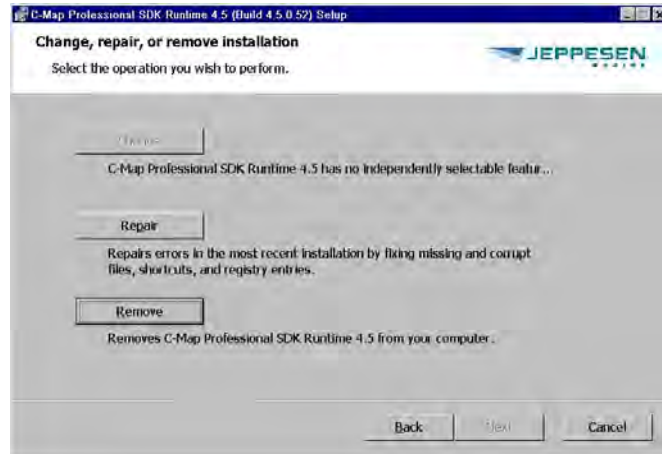 C-Map Professional SDK Runtime 4.5 (Build 4.5.0.52) Setup
Change, repair, or remove installation
Select the operation you wish to perform.
JEPPESEN
C-Map Professional SDK Runtime 4.5 has no independently selectable featur...
Repair
Repairs errors in the most recent installation by fixing missing and corrupt
files, shortcuts, and registry entries.
Remove
Removes C-Map Professional SDK Runtime 4.5 from your computer.
Back
Next
Cancel